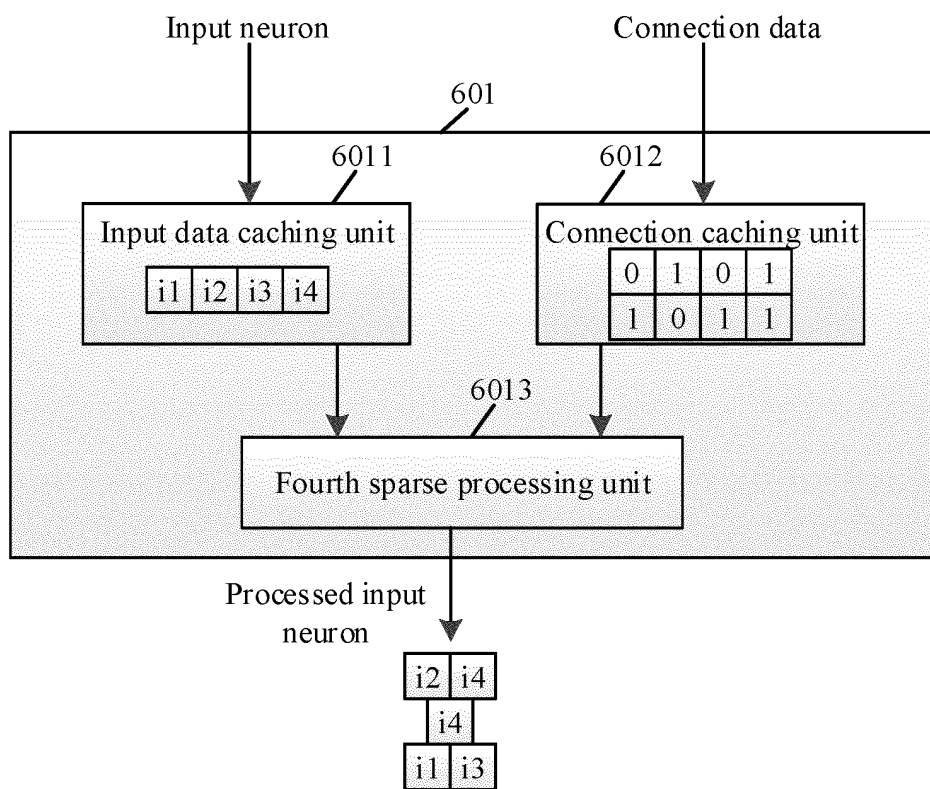 Input neuron
Connection data
601
6011
6012
Input data caching unit
i1 i2 i3 i4
Connection caching unit
0 1 0 1
1 0 1 1
6013
Fourth sparse processing unit
Processed input
neuron
i2 i4
i4
i1 i3